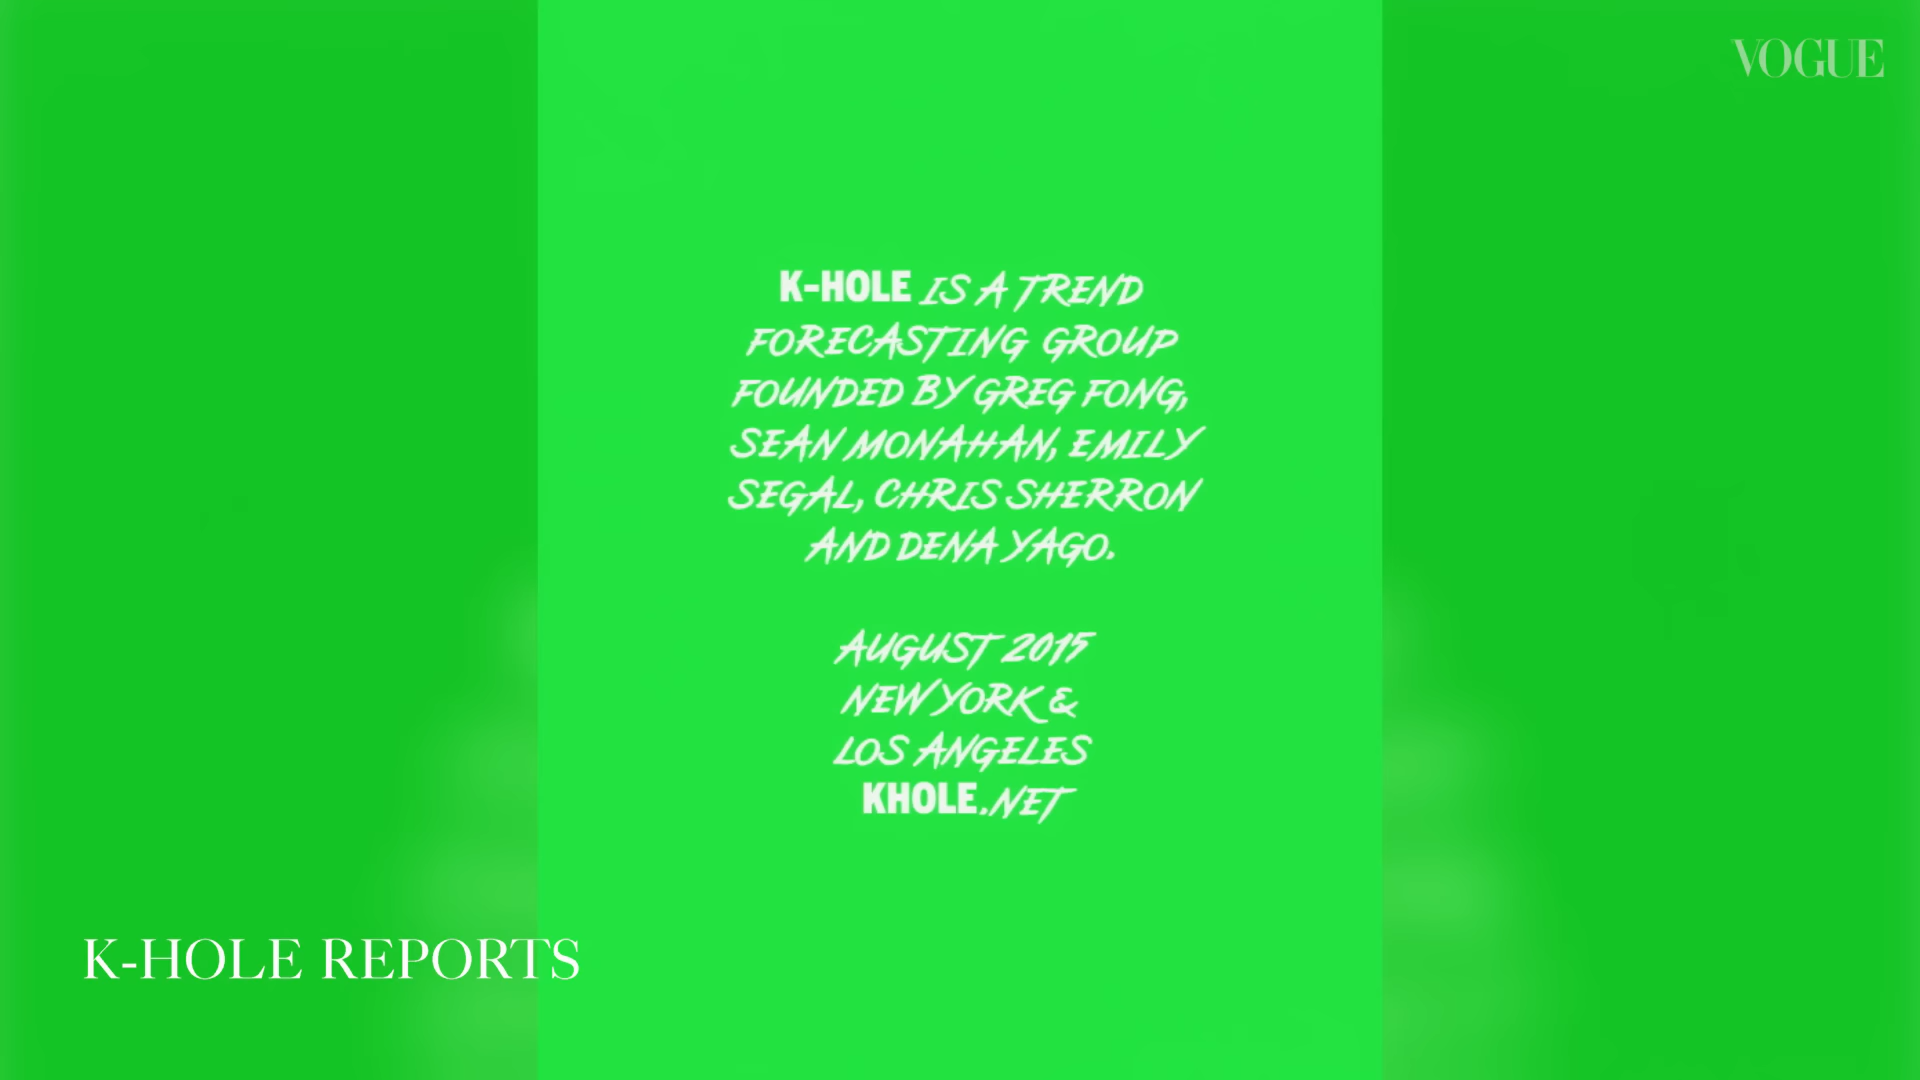 VOGUE
K-HOLE IS A TREND
FORECASTING GROUP
FOUNDED BY GREG FONG,
SEAN MONAHAN, EMILY
SEGAL, CHRIS SHERRON
AND DENA YAGO.
AUGUST 2015
NEW YORK &
LOS ANGELES
KHOLE.NET
K-HOLE REPORTS